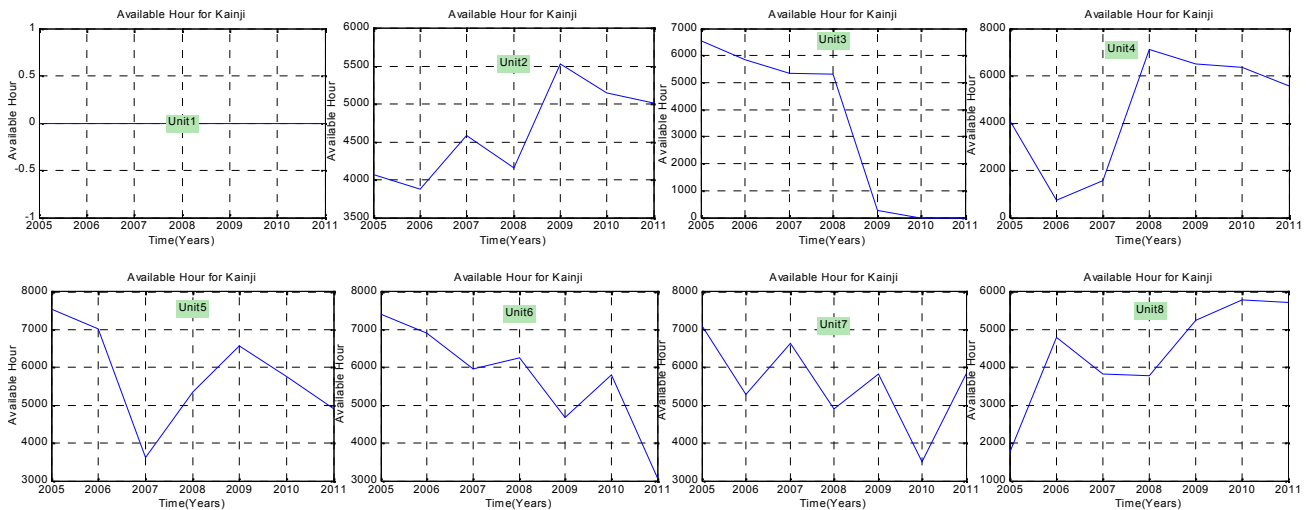 Available Hour for Kainji
1
0.5
0
-0.5
-1
2005 2006 2007 2008 2009 2010 2011
Available Hour
Time(Years)
Unit1
Available Hour for Kainji
6000
5500
5000
4500
4000
3500
2005 2006 2007 2008 2009 2010 2011
Available Hour
Time(Years)
Unit2
Available Hour for Kainji
7000
6000
5000
4000
3000
2000
1000
0
2005 2006 2007 2008 2009 2010 2011
Available Hour
Time(Years)
Unit3
Available Hour for Kainji
8000
6000
4000
2000
0
2005 2006 2007 2008 2009 2010 2011
Available Hour
Time(Years)
Unit4
Available Hour for Kainji
8000
7000
6000
5000
4000
3000
2005 2006 2007 2008 2009 2010 2011
Available Hour
Time(Years)
Unit5
Available Hour for Kainji
8000
7000
6000
5000
4000
3000
2005 2006 2007 2008 2009 2010 2011
Available Hour
Time(Years)
Unit6
Available Hour for Kainji
8000
7000
6000
5000
4000
3000
2005 2006 2007 2008 2009 2010 2011
Available Hour
Time(Years)
Unit7
Available Hour for Kainji
6000
5000
4000
3000
2000
1000
2005 2006 2007 2008 2009 2010 2011
Available Hour
Time(Years)
Unit8